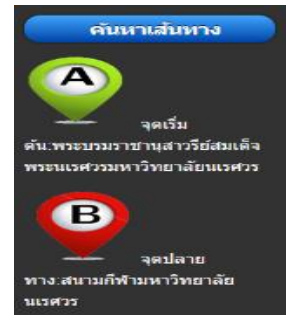 ค้นหาเส้นทาง
A
จุดเริ่ม
ต้น:พระบรมราชานุสาวรีย์สมเด็จ
พระนเรศวรมหาวิทยาลัยนเรศวร
B
จุดปลาย
ทาง:สนามกีฬามหาวิทยาลัย
นเรศวร